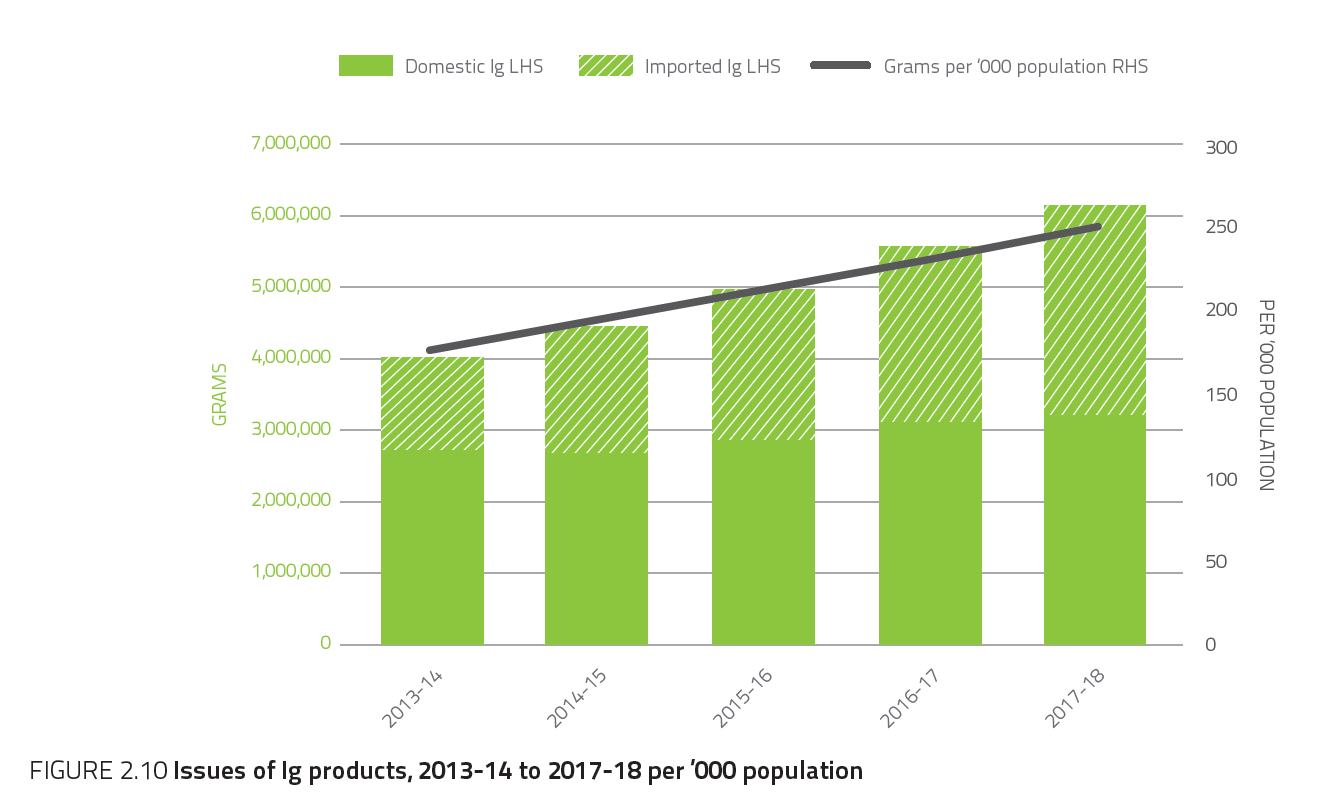 Domestic Ig LHS Imported Ig LHS Grams per ‘000 population RHS
7,000,000 300
6,000,000 250
5,000,000 200
4,000,000 150
3,000,000 100
2,000,000 50
1,000,000 0
0
GRAMS
PER ‘000 POPULATION
2013-14 2014-15 2015-16 2016-17 2017-18
FIGURE 2.10 Issues of Ig products, 2013-14 to 2017-18 per ’000 population